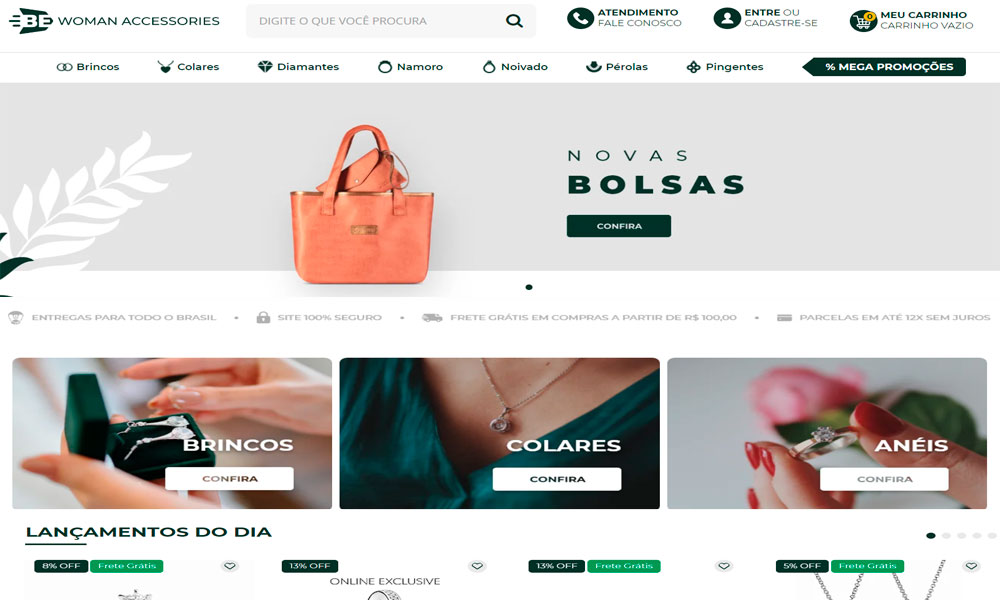 BE WOMAN ACCESSORIES
DIGITE O QUE VOCÊ PROCURA
ATENDIMENTO
FALE CONOSCO
ENTRE OU
CADASTRE-SE
0
MEU CARRINHO
CARRINHO VAZIO
Brincos
Colares
Diamantes
Namoro
Noivado
Pérolas
Pingentes
% MEGA PROMOÇÕES
NOVAS
BOLSAS
CONFIRA
ENTREGAS PARA TODO O BRASIL
SITE 100% SEGURO
FRETE GRÁTIS EM COMPRAS A PARTIR DE R$ 100,00
PARCELAS EM ATÉ 12X SEM JUROS
BRINCOS
CONFIRA
COLARES
CONFIRA
ANÉIS
CONFIRA
LANÇAMENTOS DO DIA
8% OFF
Frete Grátis
13% OFF
ONLINE EXCLUSIVE
13% OFF
Frete Grátis
5% OFF
Frete Grátis